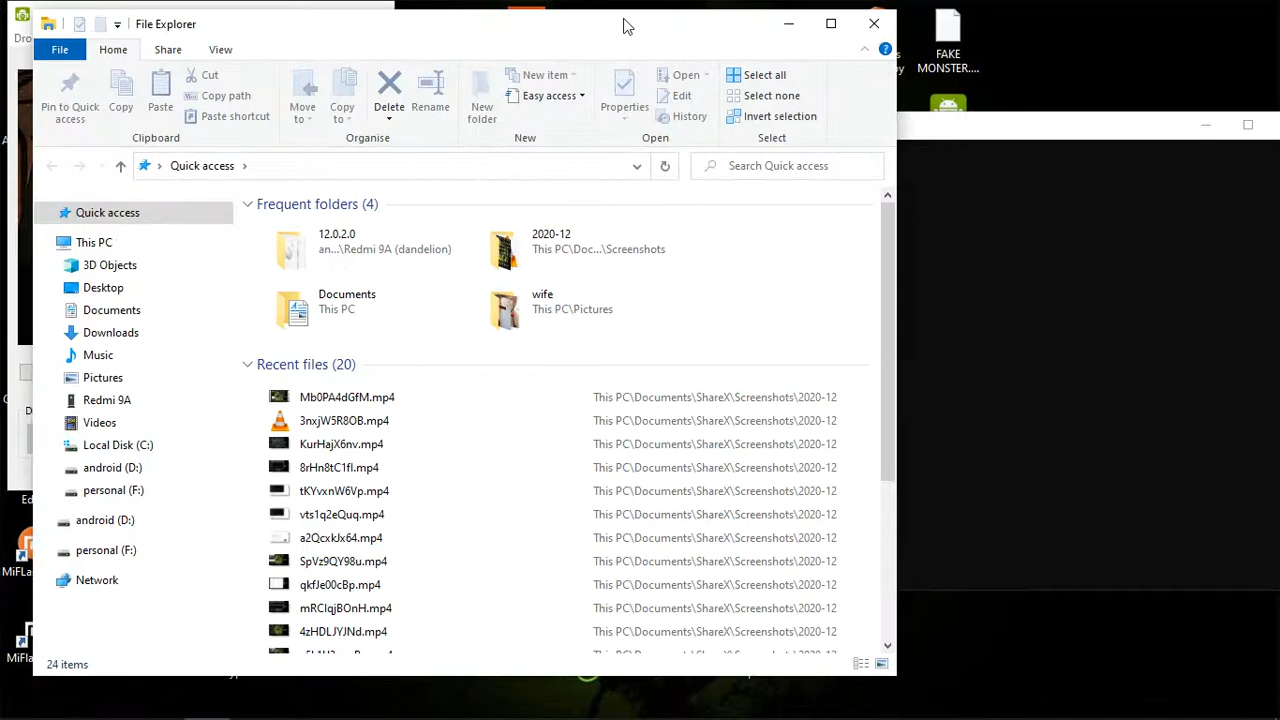 File Explorer
File Home Share View
Pin to Quick access
Copy
Paste
Cut
Copy path
Paste shortcut
Clipboard
Move to
Copy to
Delete
Rename
Organise
New folder
New item
Easy access
New
Properties
Open
Edit
History
Open
Select all
Select none
Invert selection
Select
Quick access
Search Quick access
Quick access
This PC
3D Objects
Desktop
Documents
Downloads
Music
Pictures
Redmi 9A
Videos
Local Disk (C:)
android (D:)
personal (F:)
android (D:)
personal (F:)
Network
Frequent folders (4)
12.0.2.0
an...\Redmi 9A (dandelion)
2020-12
This PC\Doc...\Screenshots
Documents
This PC
wife
This PC\Pictures
Recent files (20)
Mb0PA4dGfM.mp4 This PC\Documents\ShareX\Screenshots\2020-12
3nxjW5R8OB.mp4 This PC\Documents\ShareX\Screenshots\2020-12
KurHajX6nv.mp4 This PC\Documents\ShareX\Screenshots\2020-12
8rHn8tC1fI.mp4 This PC\Documents\ShareX\Screenshots\2020-12
tKYvxnW6Vp.mp4 This PC\Documents\ShareX\Screenshots\2020-12
vts1q2eQuq.mp4 This PC\Documents\ShareX\Screenshots\2020-12
a2QcxkJx64.mp4 This PC\Documents\ShareX\Screenshots\2020-12
SpVz9QY98u.mp4 This PC\Documents\ShareX\Screenshots\2020-12
qkfJe00cBp.mp4 This PC\Documents\ShareX\Screenshots\2020-12
mRCIqjBOnH.mp4 This PC\Documents\ShareX\Screenshots\2020-12
4zHDLJYJNd.mp4 This PC\Documents\ShareX\Screenshots\2020-12
24 items
FAKE
MONSTER....
Dro
Ed
MiFLas
MiFla